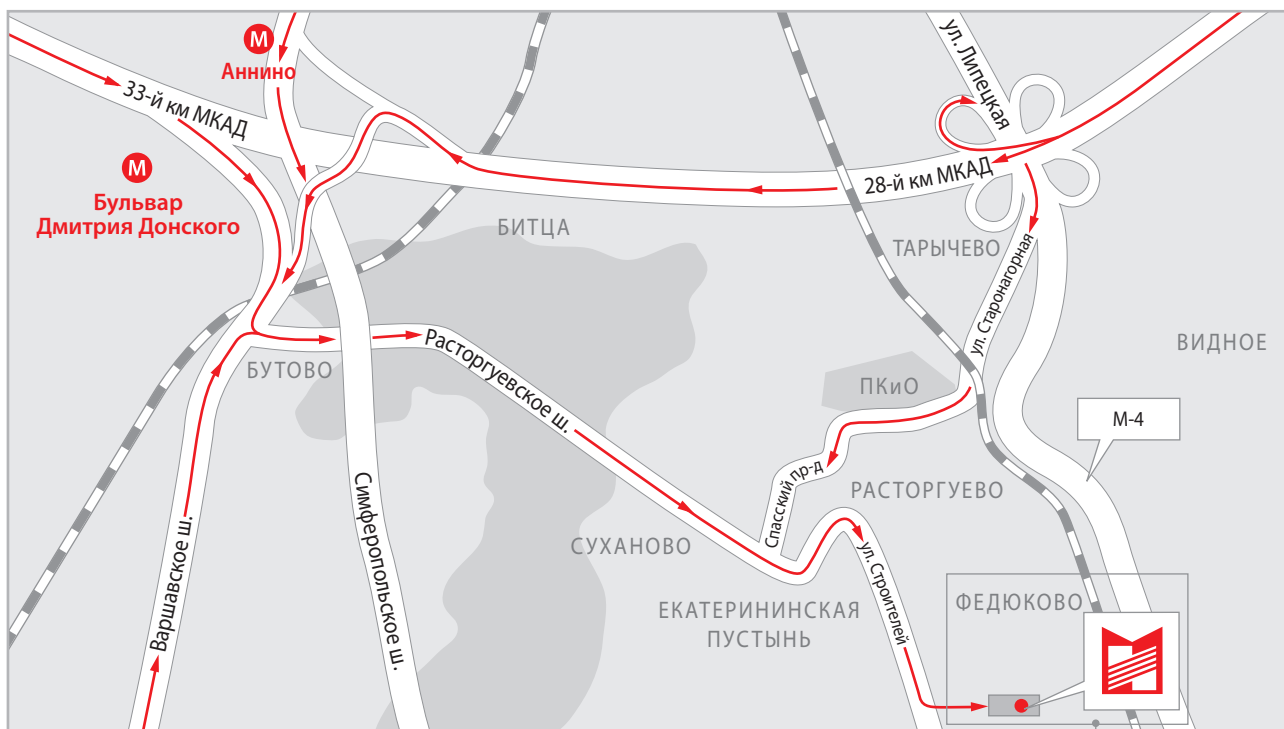 М
Аннино
33-й км МКАД
М
Бульвар
Дмитрия Донского
ул. Липецкая
28-й км МКАД
БИТЦА
ТАРЫЧЕВО
ул. Старонагорная
ВИДНОЕ
БУТОВО
Расторгуевское ш.
ПКиО
М-4
Варшавское ш.
Симферопольское ш.
Спасский пр-д
РАСТОРГУЕВО
СУХАНОВО
ул. Строителей
ЕКАТЕРИНИНСКАЯ
ПУСТЫНЬ
ФЕДЮКОВО